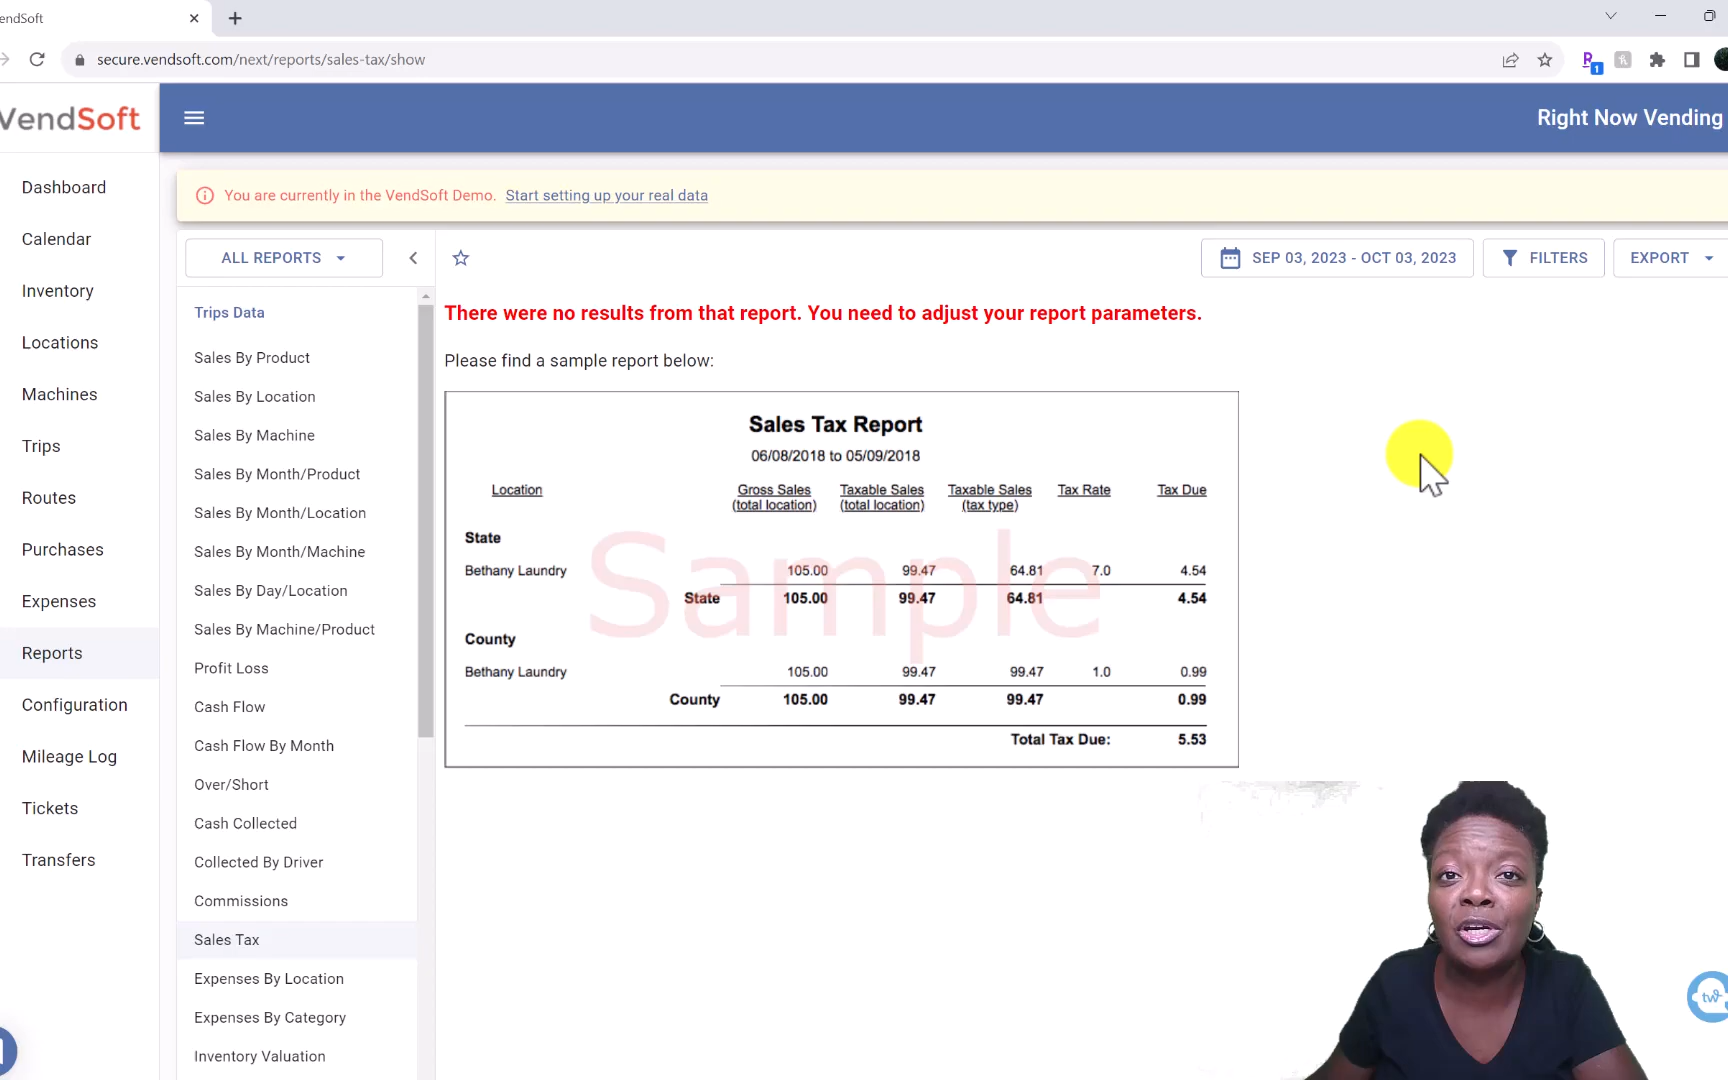 endSoft
secure.vendsoft.com/next/reports/sales-tax/show
VendSoft
Right Now Vending
Dashboard
Calendar
Inventory
Locations
Machines
Trips
Routes
Purchases
Expenses
Reports
Configuration
Mileage Log
Tickets
Transfers
You are currently in the VendSoft Demo. Start setting up your real data
ALL REPORTS
SEP 03, 2023 - OCT 03, 2023
FILTERS
EXPORT
Trips Data
Sales By Product
Sales By Location
Sales By Machine
Sales By Month/Product
Sales By Month/Location
Sales By Month/Machine
Sales By Day/Location
Sales By Machine/Product
Profit Loss
Cash Flow
Cash Flow By Month
Over/Short
Cash Collected
Collected By Driver
Commissions
Sales Tax
Expenses By Location
Expenses By Category
Inventory Valuation
There were no results from that report. You need to adjust your report parameters.
Please find a sample report below:
Sales Tax Report
06/08/2018 to 05/09/2018
Location Gross Sales (total location) Taxable Sales (total location) Taxable Sales (tax type) Tax Rate Tax Due
State
Bethany Laundry 105.00 99.47 64.81 7.0 4.54
State 105.00 99.47 64.81 4.54
County
Bethany Laundry 105.00 99.47 99.47 1.0 0.99
County 105.00 99.47 99.47 0.99
Total Tax Due: 5.53
Sample
tw